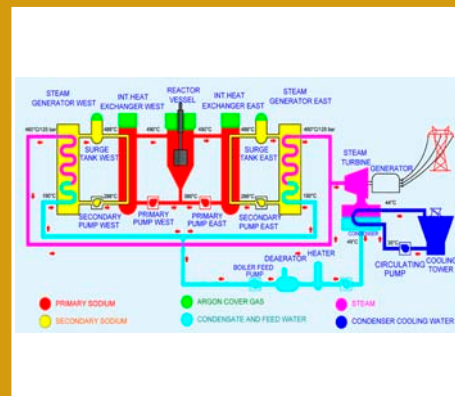 STEAM
GENERATOR WEST
INT.HEAT
EXCHANGER WEST
REACTOR
VESSEL
INT.HEAT
EXCHANGER EAST
STEAM
GENERATOR EAST
SURGE
TANK WEST
SURGE
TANK EAST
STEAM
TURBINE
GENERATOR
SECONDARY
PUMP WEST
PRIMARY
PUMP WEST
PRIMARY
PUMP EAST
SECONDARY
PUMP EAST
44°C
CONDENSER
COOLING
TOWER
CIRCULATING
PUMP
BOILER FEED
PUMP
DEAERATOR
HEATER
PRIMARY SODIUM
ARGON COVER GAS
STEAM
SECONDARY SODIUM
CONDENSATE AND FEED WATER
CONDENSER COOLING WATER